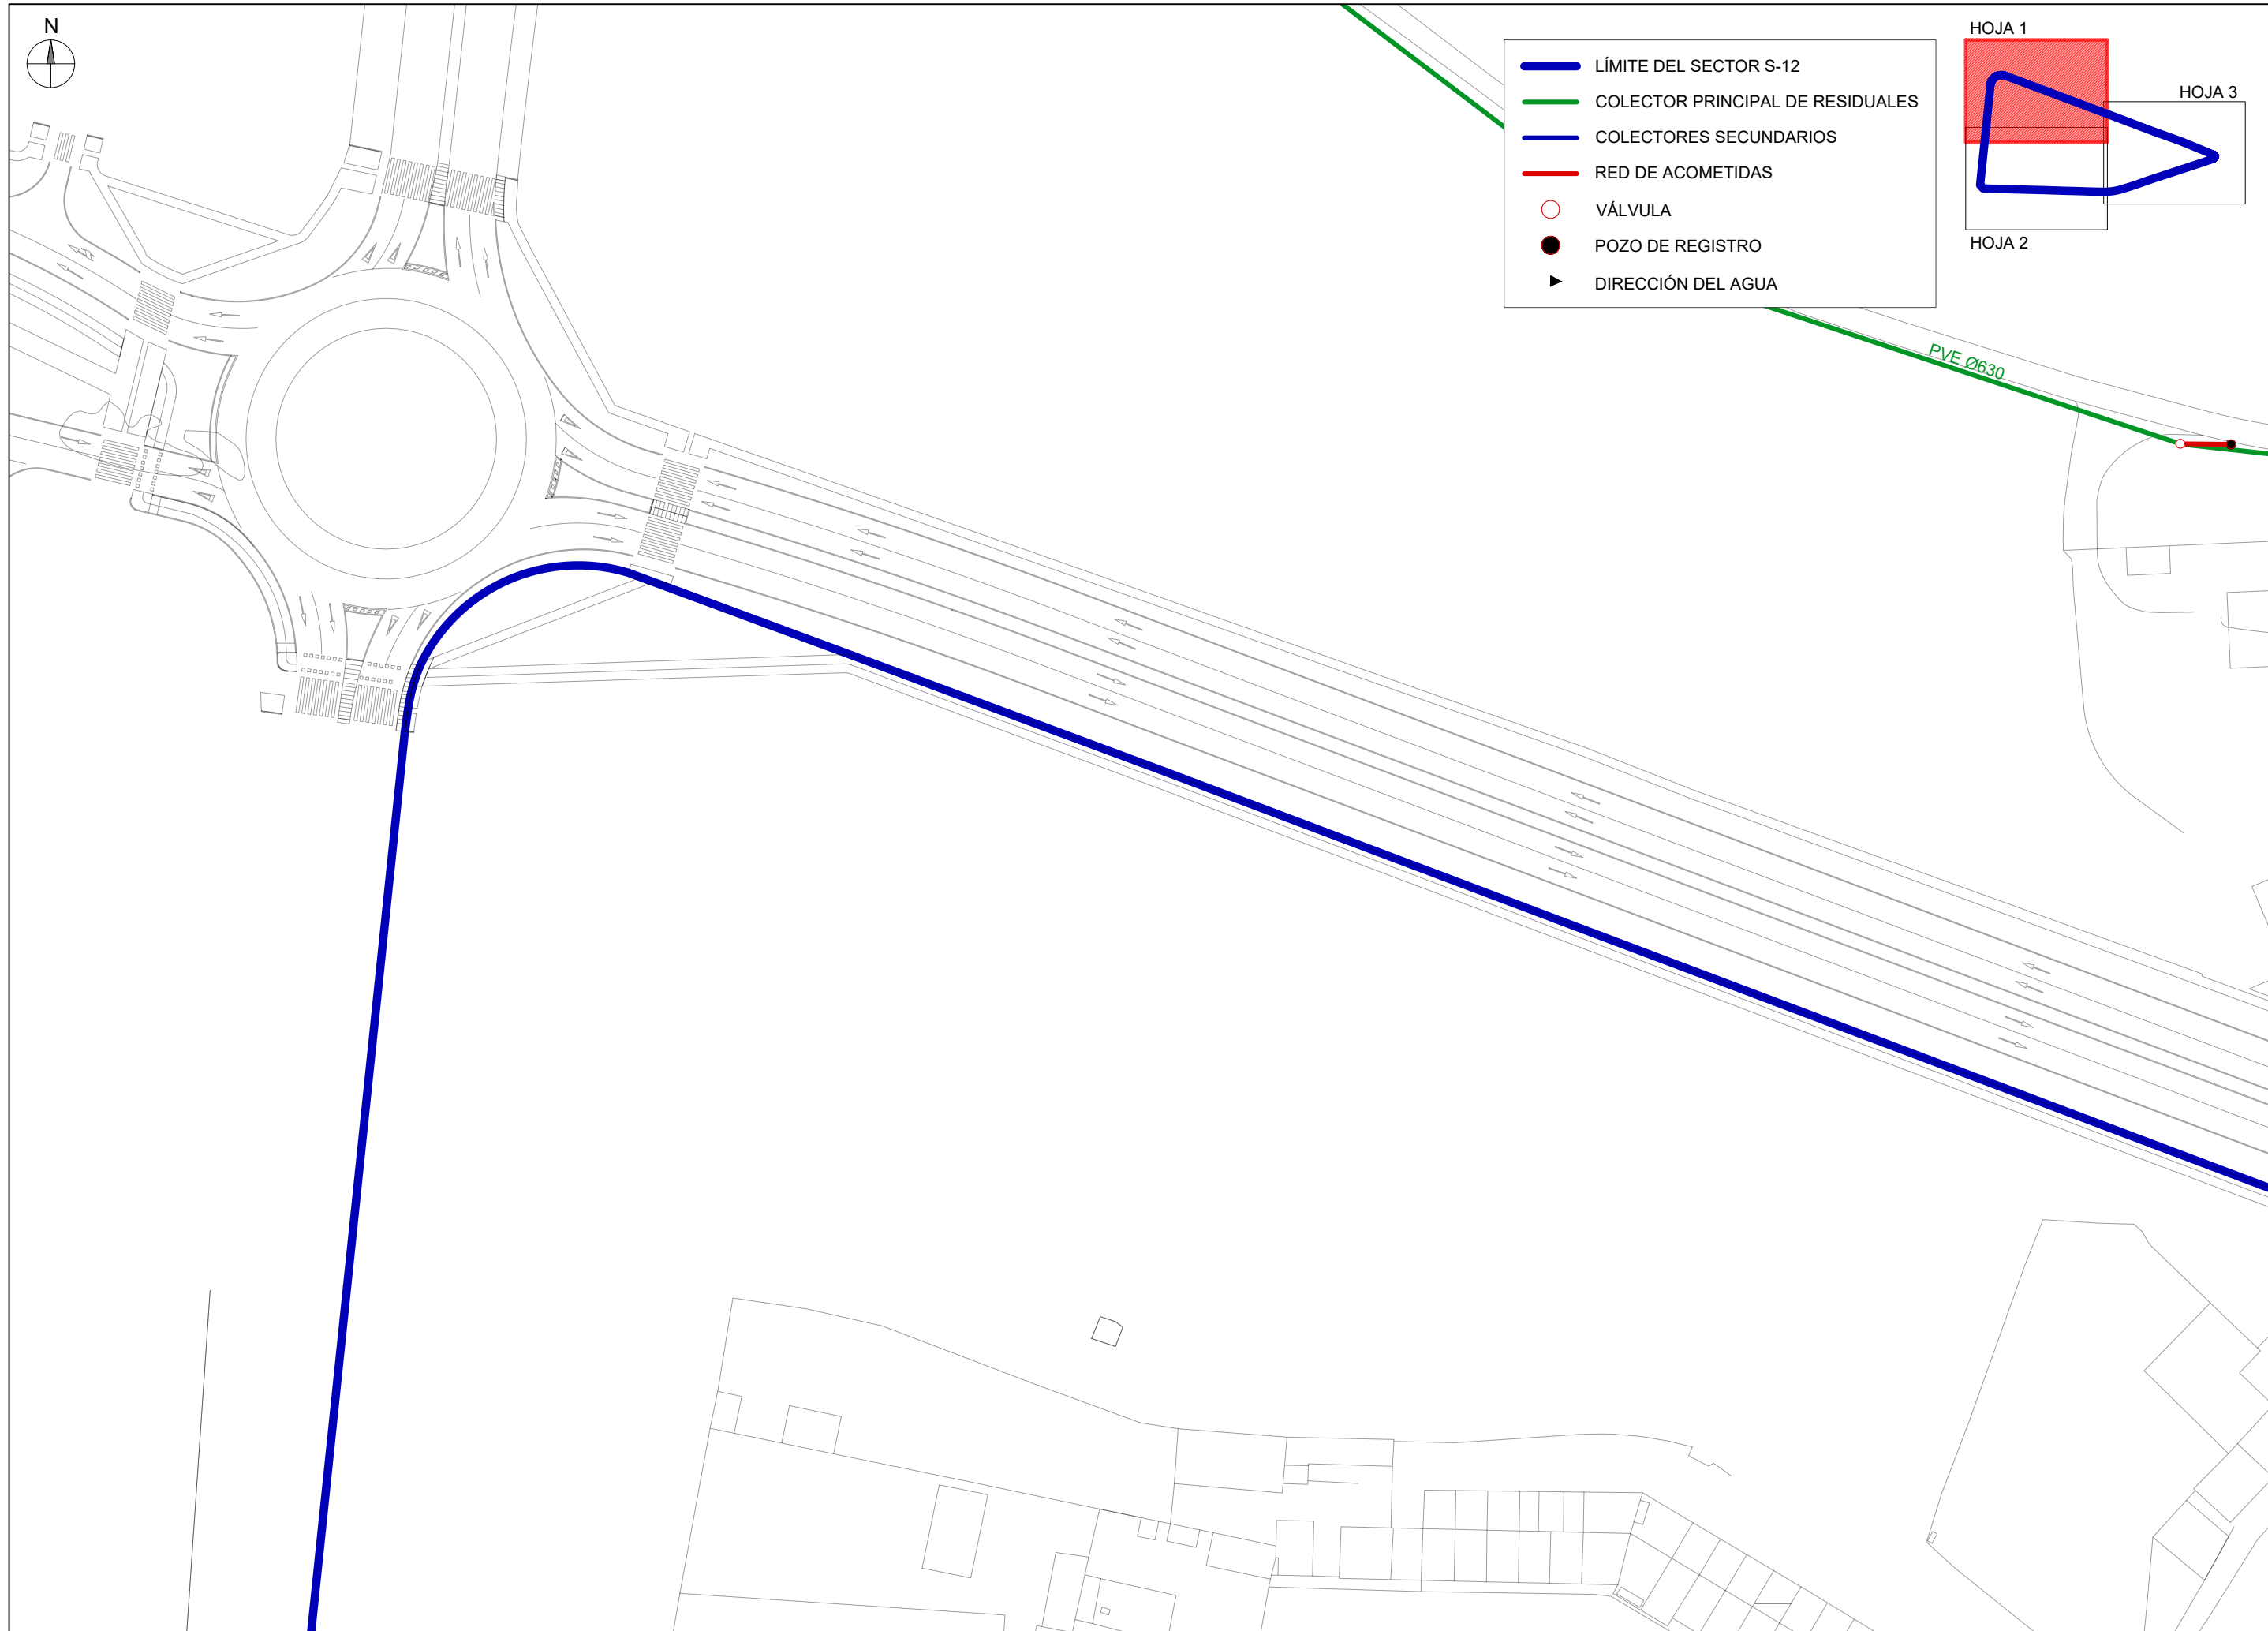 N
HOJA 1
LÍMITE DEL SECTOR S-12
COLECTOR PRINCIPAL DE RESIDUALES
HOJA 3
COLECTORES SECUNDARIOS
RED DE ACOMETIDAS
VÁLVULA
POZO DE REGISTRO
HOJA 2
DIRECCIÓN DEL AGUA
PVE Ø630